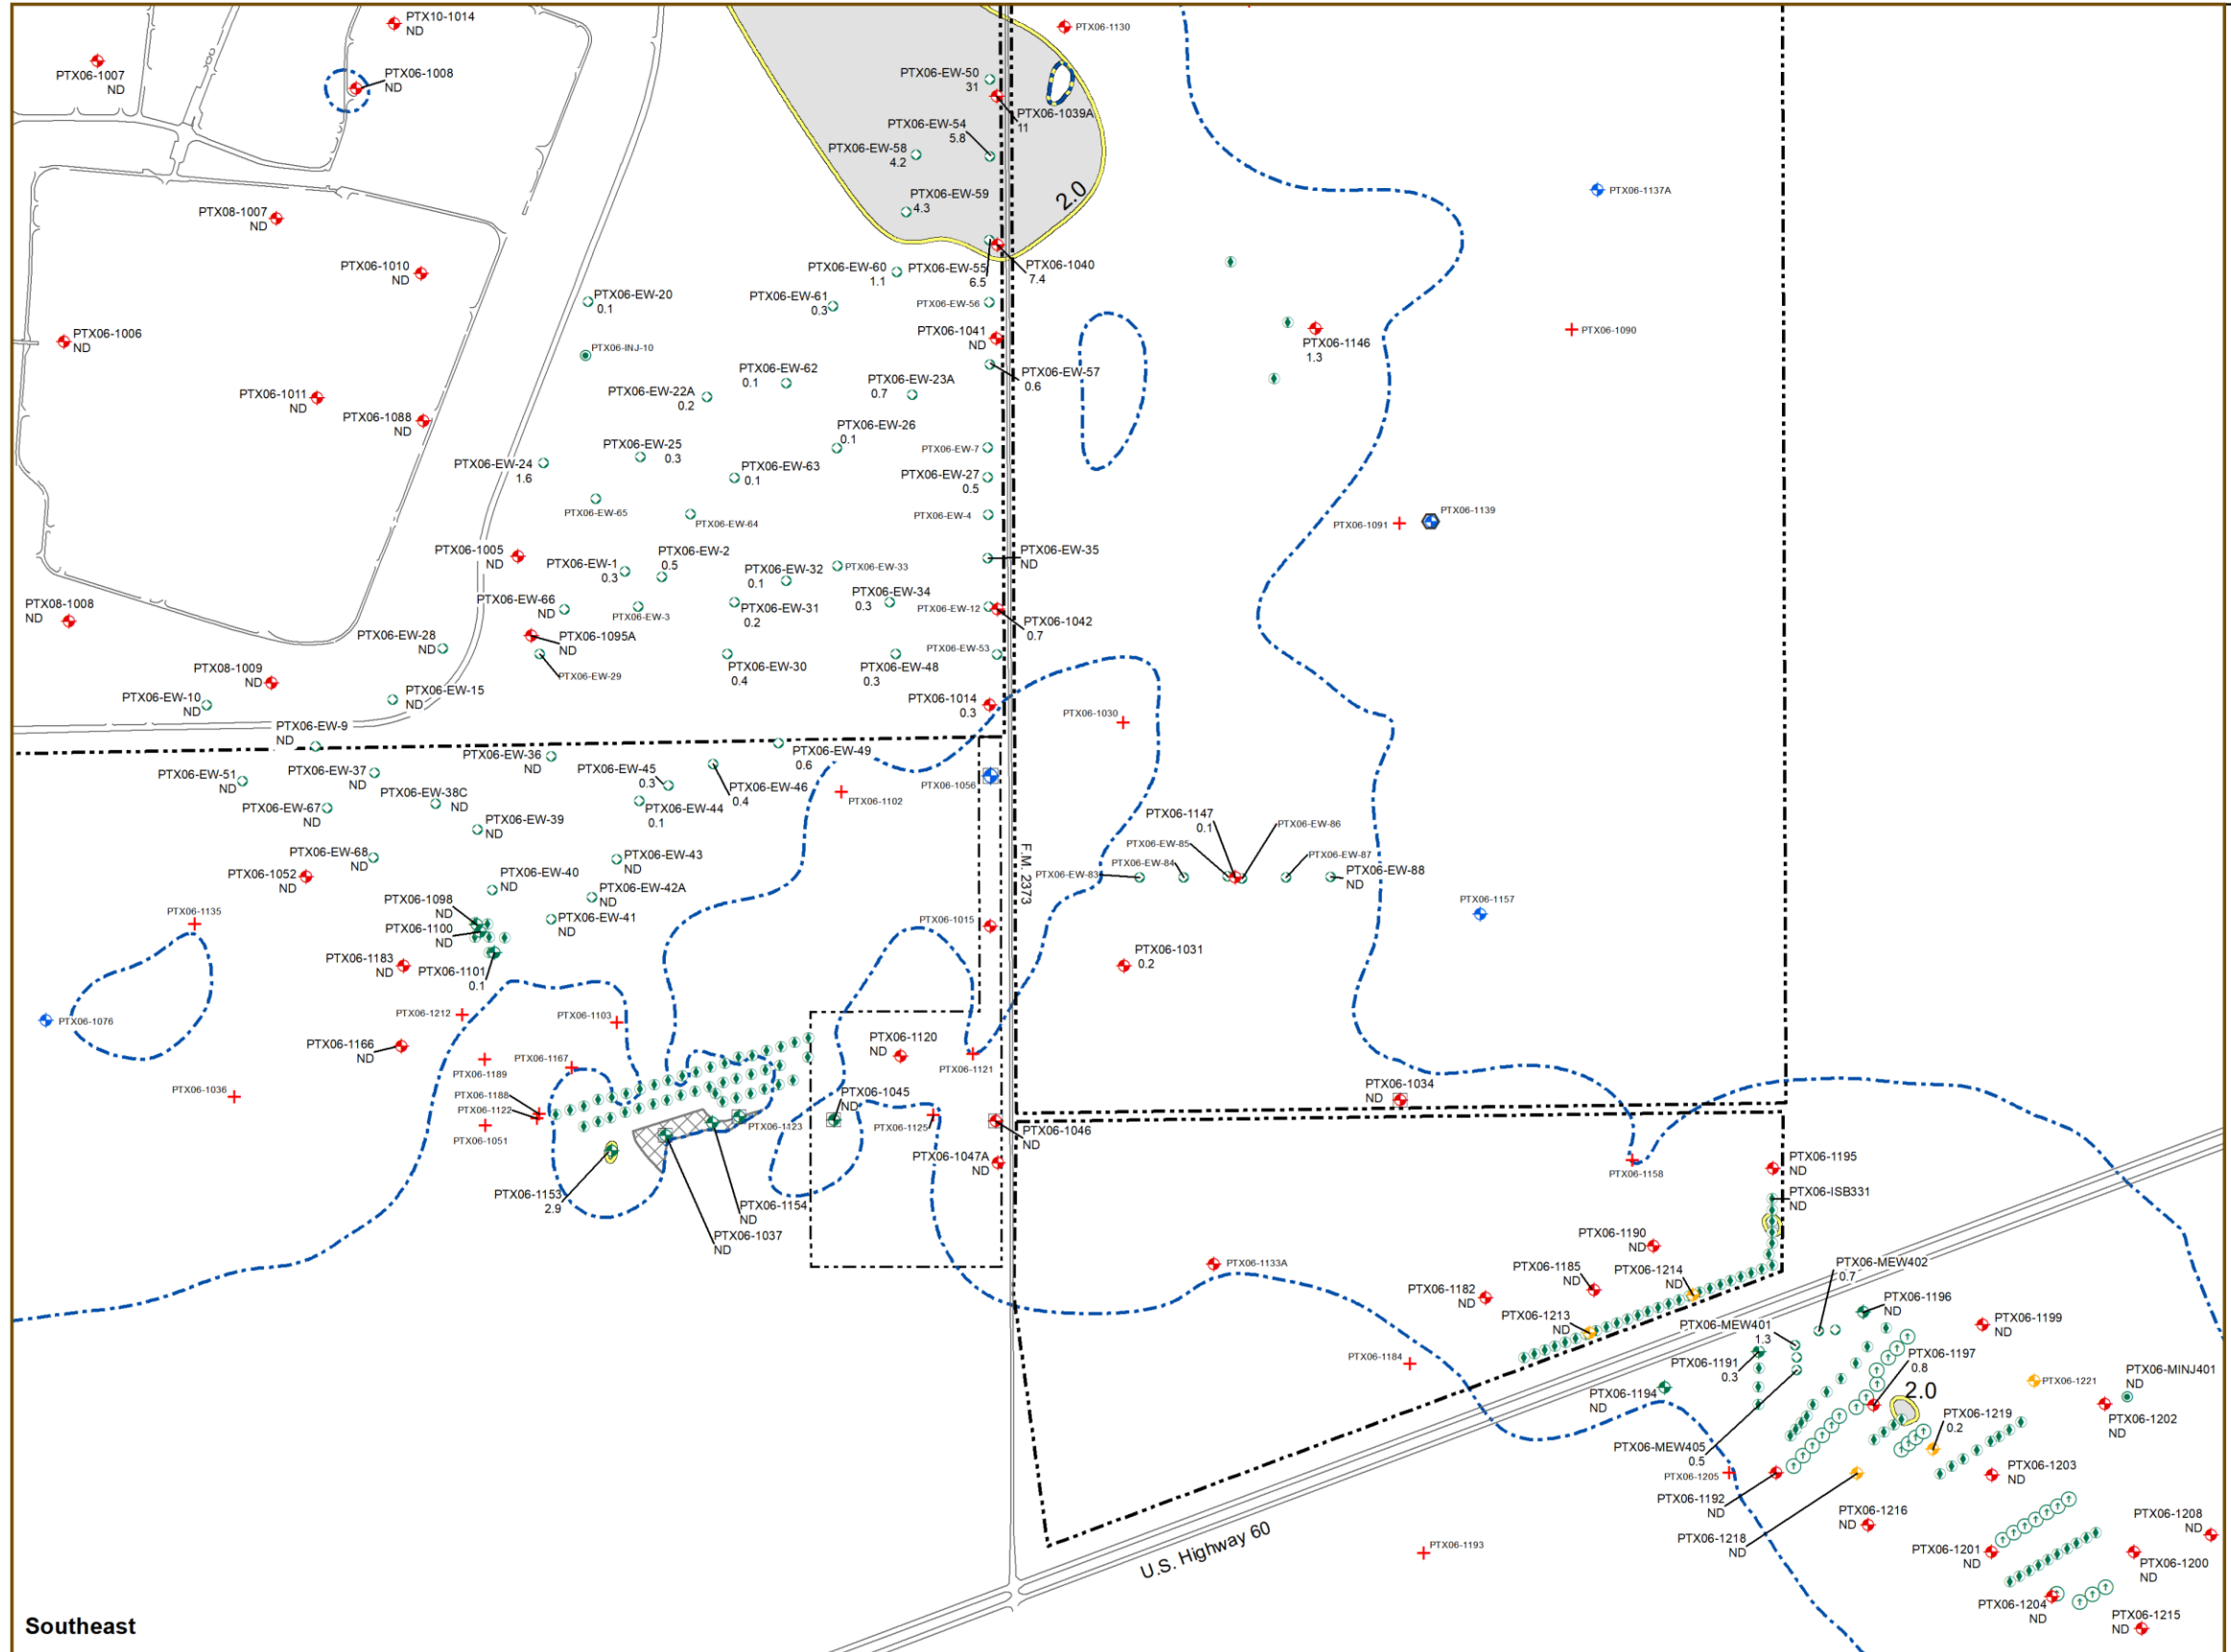 PTX10-1014
ND
PTX06-1130
PTX06-1007
ND
PTX06-1008
ND
PTX06-EW-50
31
PTX06-1039A
11
PTX06-EW-54
5.8
PTX06-EW-58
4.2
PTX06-EW-59
4.3
2.0
PTX06-1137A
PTX08-1007
ND
PTX06-1010
ND
PTX06-EW-60
1.1
PTX06-EW-55
6.5
PTX06-1040
7.4
PTX06-EW-20
0.1
PTX06-EW-61
0.3
PTX06-EW-56
PTX06-1006
ND
PTX06-1041
ND
PTX06-1146
1.3
PTX06-1090
PTX06-INJ-10
PTX06-EW-62
0.1
PTX06-EW-23A
0.7
PTX06-EW-57
0.6
PTX06-1011
ND
PTX06-EW-22A
0.2
PTX06-1088
ND
PTX06-EW-26
0.1
PTX06-EW-25
0.3
PTX06-EW-7
PTX06-EW-24
1.6
PTX06-EW-63
0.1
PTX06-EW-27
0.5
PTX06-EW-65
PTX06-EW-64
PTX06-EW-4
PTX06-1091
PTX06-1139
PTX06-1005
ND
PTX06-EW-2
0.5
PTX06-EW-35
ND
PTX06-EW-1
0.3
PTX06-EW-32
0.1
PTX06-EW-33
PTX06-EW-34
0.3
PTX06-EW-66
ND
PTX06-EW-3
PTX06-EW-31
0.2
PTX06-EW-12
PTX06-1042
0.7
PTX08-1008
ND
PTX06-EW-28
ND
PTX06-1095A
ND
PTX06-EW-29
PTX06-EW-30
0.4
PTX06-EW-48
0.3
PTX06-EW-53
PTX08-1009
ND
PTX06-EW-10
ND
PTX06-EW-15
ND
PTX06-1014
0.3
PTX06-1030
PTX06-EW-9
ND
PTX06-EW-36
ND
PTX06-EW-49
0.6
PTX06-EW-51
ND
PTX06-EW-37
ND
PTX06-EW-45
0.3
PTX06-EW-46
0.4
PTX06-1056
PTX06-1102
PTX06-EW-67
ND
PTX06-EW-38C
ND
PTX06-EW-44
0.1
PTX06-EW-39
ND
PTX06-1147
0.1
PTX06-EW-86
PTX06-EW-85
PTX06-EW-84
PTX06-EW-83
PTX06-EW-87
PTX06-EW-88
ND
F.M. 2373
PTX06-EW-68
ND
PTX06-EW-43
ND
PTX06-1052
ND
PTX06-EW-40
ND
PTX06-EW-42A
ND
PTX06-1098
ND
PTX06-EW-41
ND
PTX06-1100
ND
PTX06-1135
PTX06-1015
PTX06-1157
PTX06-1183
ND
PTX06-1101
0.1
PTX06-1031
0.2
PTX06-1076
PTX06-1212
PTX06-1103
PTX06-1166
ND
PTX06-1189
PTX06-1167
PTX06-1120
ND
PTX06-1121
PTX06-1036
PTX06-1188
PTX06-1122
PTX06-1051
PTX06-1045
ND
PTX06-1034
ND
PTX06-1123
PTX06-1125
PTX06-1046
ND
PTX06-1047A
ND
PTX06-1158
PTX06-1195
ND
PTX06-1153
2.9
PTX06-1154
ND
PTX06-ISB331
ND
PTX06-1037
ND
PTX06-1190
ND
PTX06-1133A
PTX06-1185
ND
PTX06-1214
ND
PTX06-MEW402
0.7
PTX06-1182
ND
PTX06-1213
ND
PTX06-1196
ND
PTX06-MEW401
1.3
PTX06-1199
ND
PTX06-1184
PTX06-1191
0.3
PTX06-1197
0.8
PTX06-MINJ401
ND
PTX06-1194
ND
2.0
PTX06-1221
PTX06-1219
0.2
PTX06-1202
ND
PTX06-MEW405
0.5
PTX06-1205
PTX06-1203
ND
PTX06-1192
ND
PTX06-1216
ND
PTX06-1208
ND
PTX06-1218
ND
PTX06-1193
PTX06-1201
ND
PTX06-1200
ND
U.S. Highway 60
PTX06-1204
ND
PTX06-1215
ND
Southeast